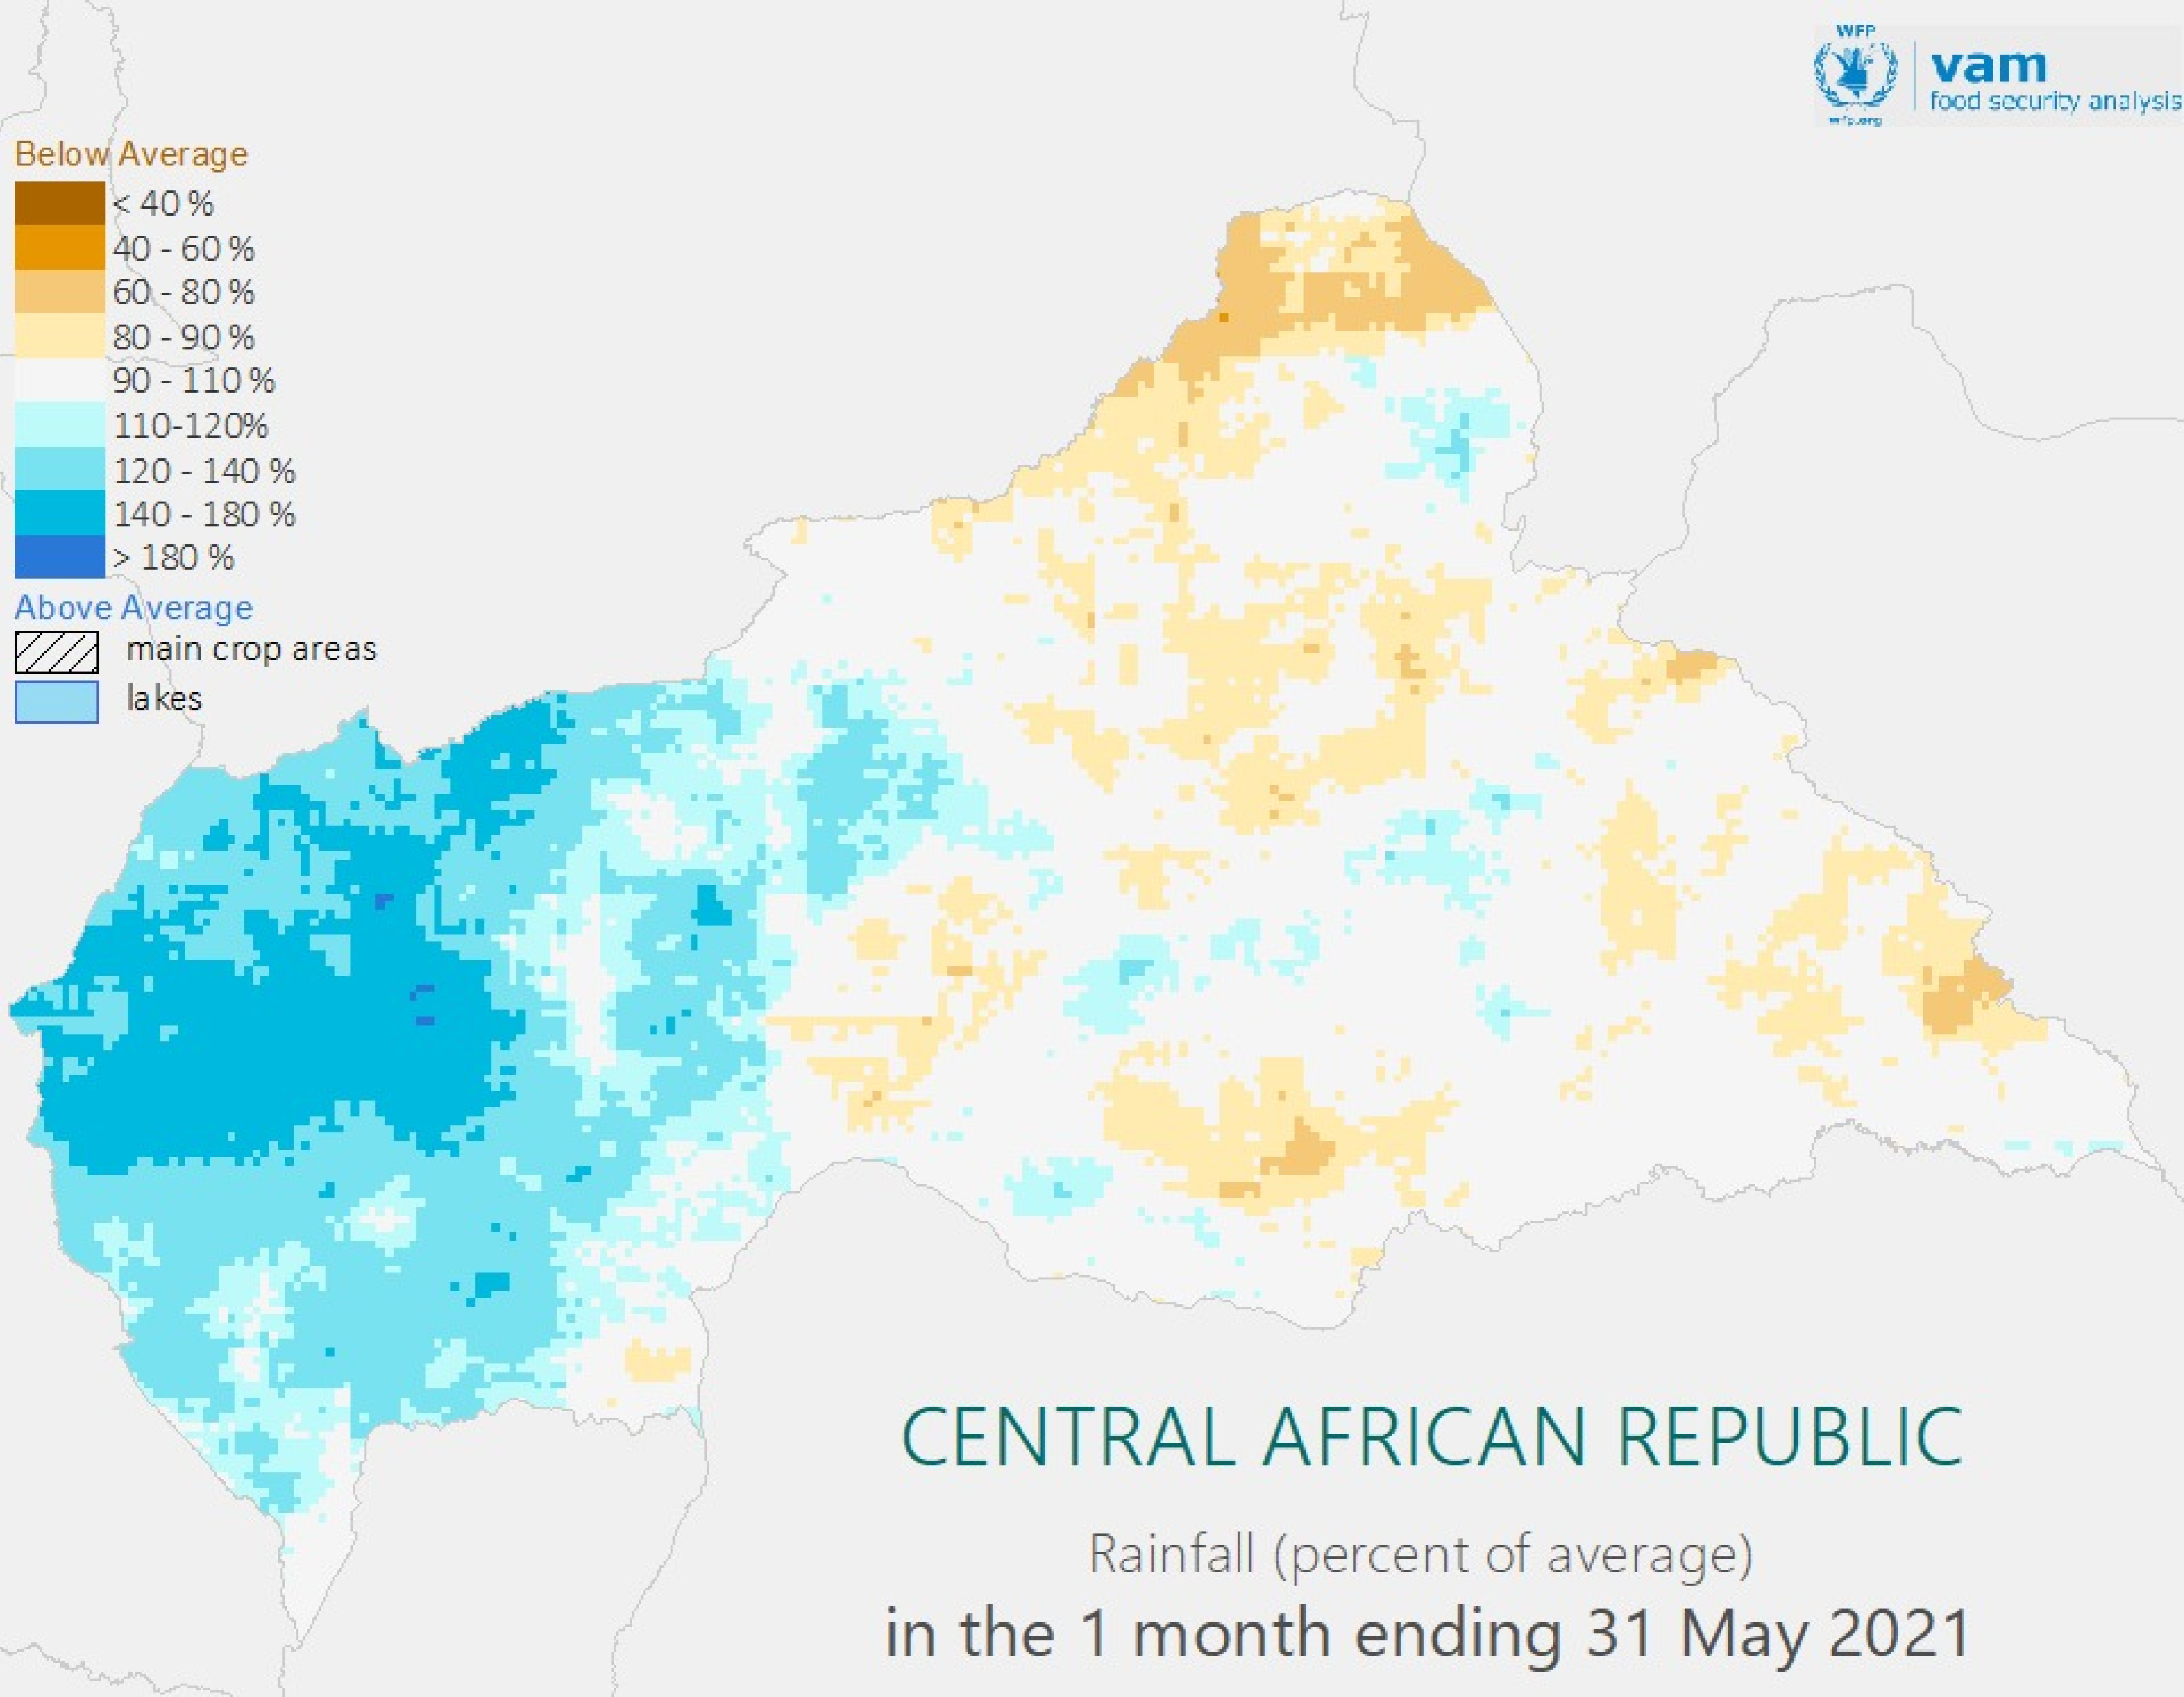 WFP
vam
food security analysis
wfp.org
Below Average
< 40 %
40 - 60 %
60 - 80 %
80 - 90 %
90 - 110 %
110-120%
120 - 140 %
140 - 180 %
> 180 %
Above Average
main crop areas
lakes
CENTRAL AFRICAN REPUBLIC
Rainfall (percent of average)
in the 1 month ending 31 May 2021